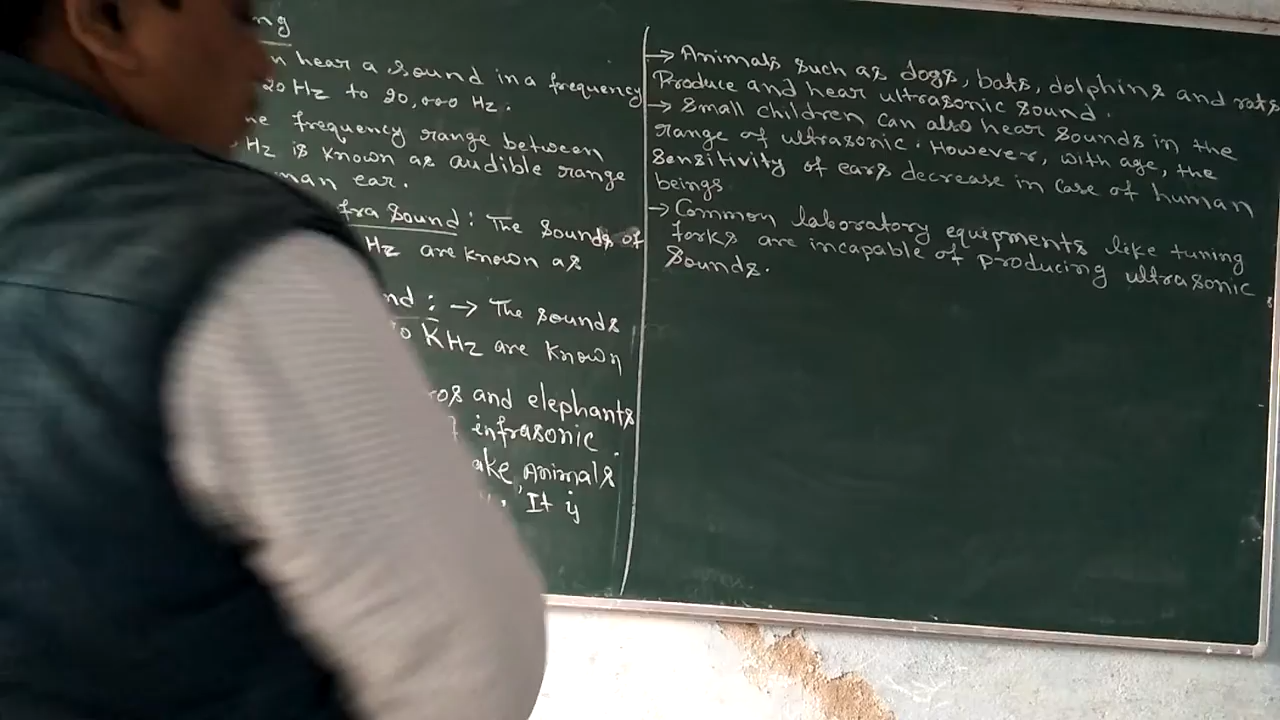 ng
hear a sound in a frequency
20 Hz to 20,000 Hz.
frequency range between
Hz is known as audible range
ear.
fra Sound : The sounds of
Hz are known as
nd : → The sounds
KHz are known
ros and elephants
infrasonic
ake, Animals
It is
→ Animals such as dogs, bats, dolphins and rats
Produce and hear ultrasonic sound.
→ Small children can also hear sounds in the
range of ultrasonic. However, with age, the
sensitivity of ears decrease in case of human
beings
→ Common laboratory equipments like tuning
forks are incapable of producing ultrasonic
sounds.